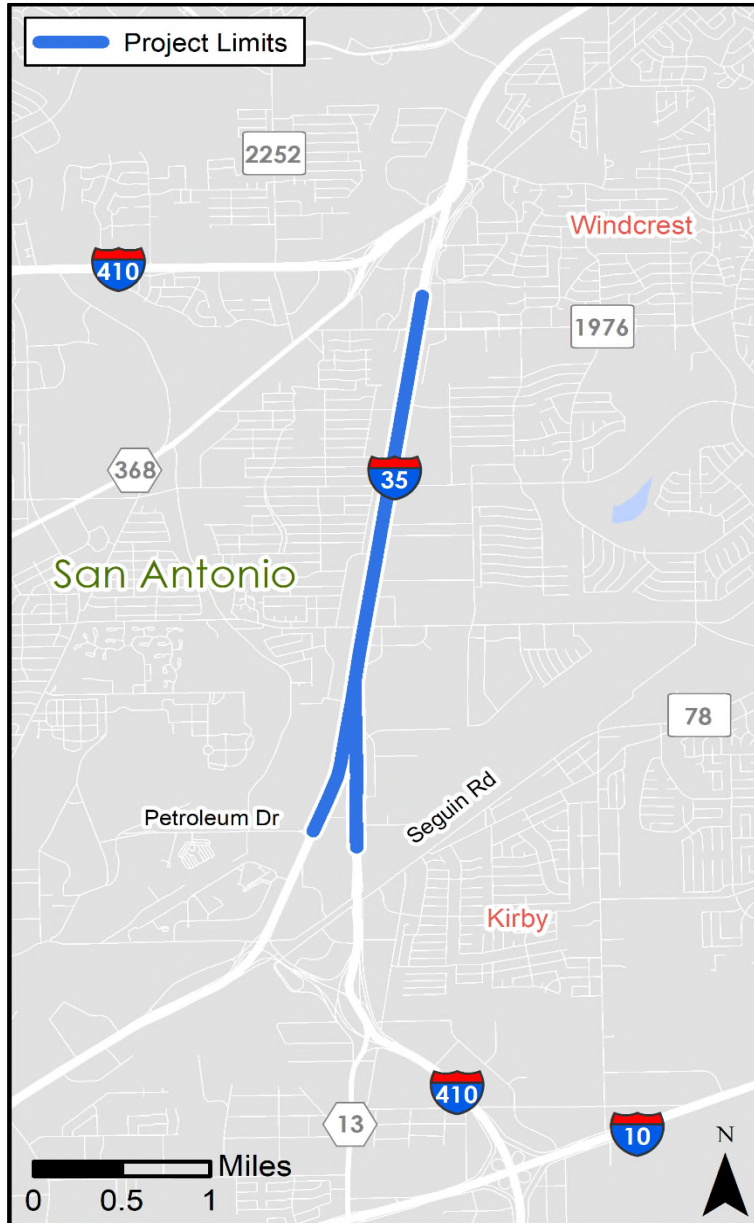 Project Limits
2252
Windcrest
410
1976
368
35
San Antonio
78
Petroleum Dr
Seguin Rd
Kirby
410
13
10
N
Miles
0 0.5 1